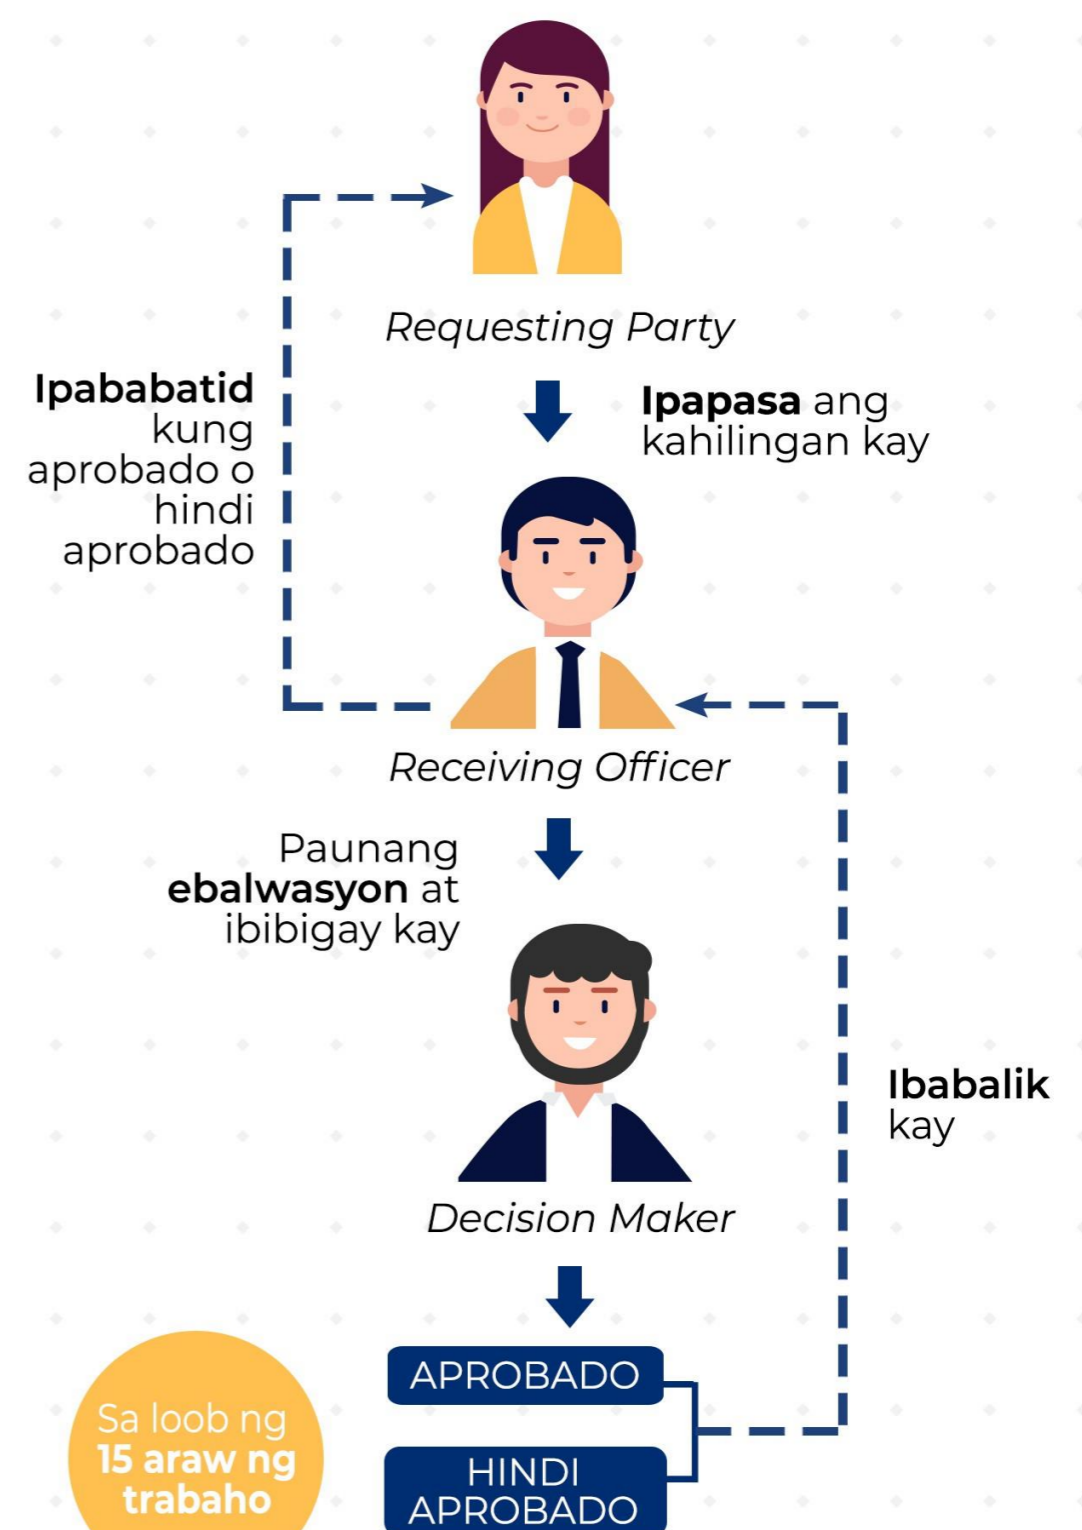 Requesting Party
Ipapasa ang
kahilingan kay
Ipababatid
kung
aprobado o
hindi
aprobado
Receiving Officer
Paunang
ebalwasyon at
ibibigay kay
Decision Maker
Ibabalik
kay
APROBADO
HINDI
APROBADO
Sa loob ng
15 araw ng
trabaho